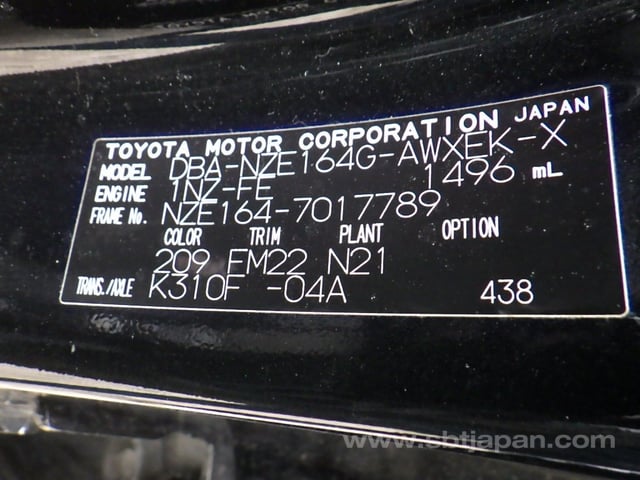 TOYOTA MOTOR CORPORATION JAPAN
MODEL DBA-NZE164G-AWXEK-X
ENGINE 1NZ-FE 1496 mL
FRAME No. NZE164-7017789
COLOR TRIM PLANT OPTION
209 FM22 N21
TRANS./AXLE K310F -04A 438
www.sbtjapan.com